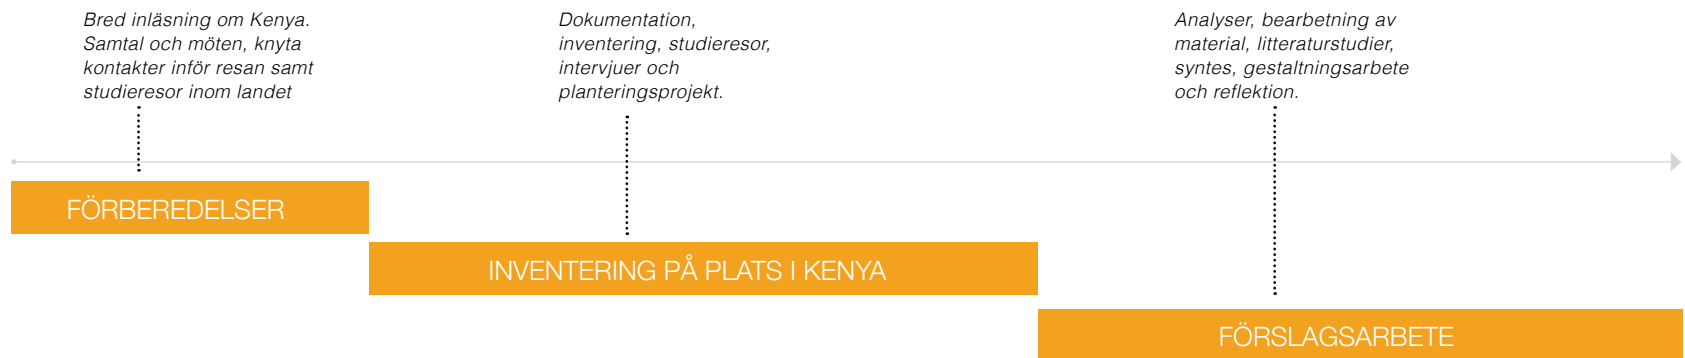 Bred inläsning om Kenya.
Samtal och möten, knyta
kontakter inför resan samt
studieresor inom landet
Dokumentation,
inventering, studieresor,
intervjuer och
planteringsprojekt.
Analyser, bearbetning av
material, litteraturstudier,
syntes, gestaltningsarbete
och reflektion.
FÖRBEREDELSER
INVENTERING PÅ PLATS I KENYA
FÖRSLAGSARBETE